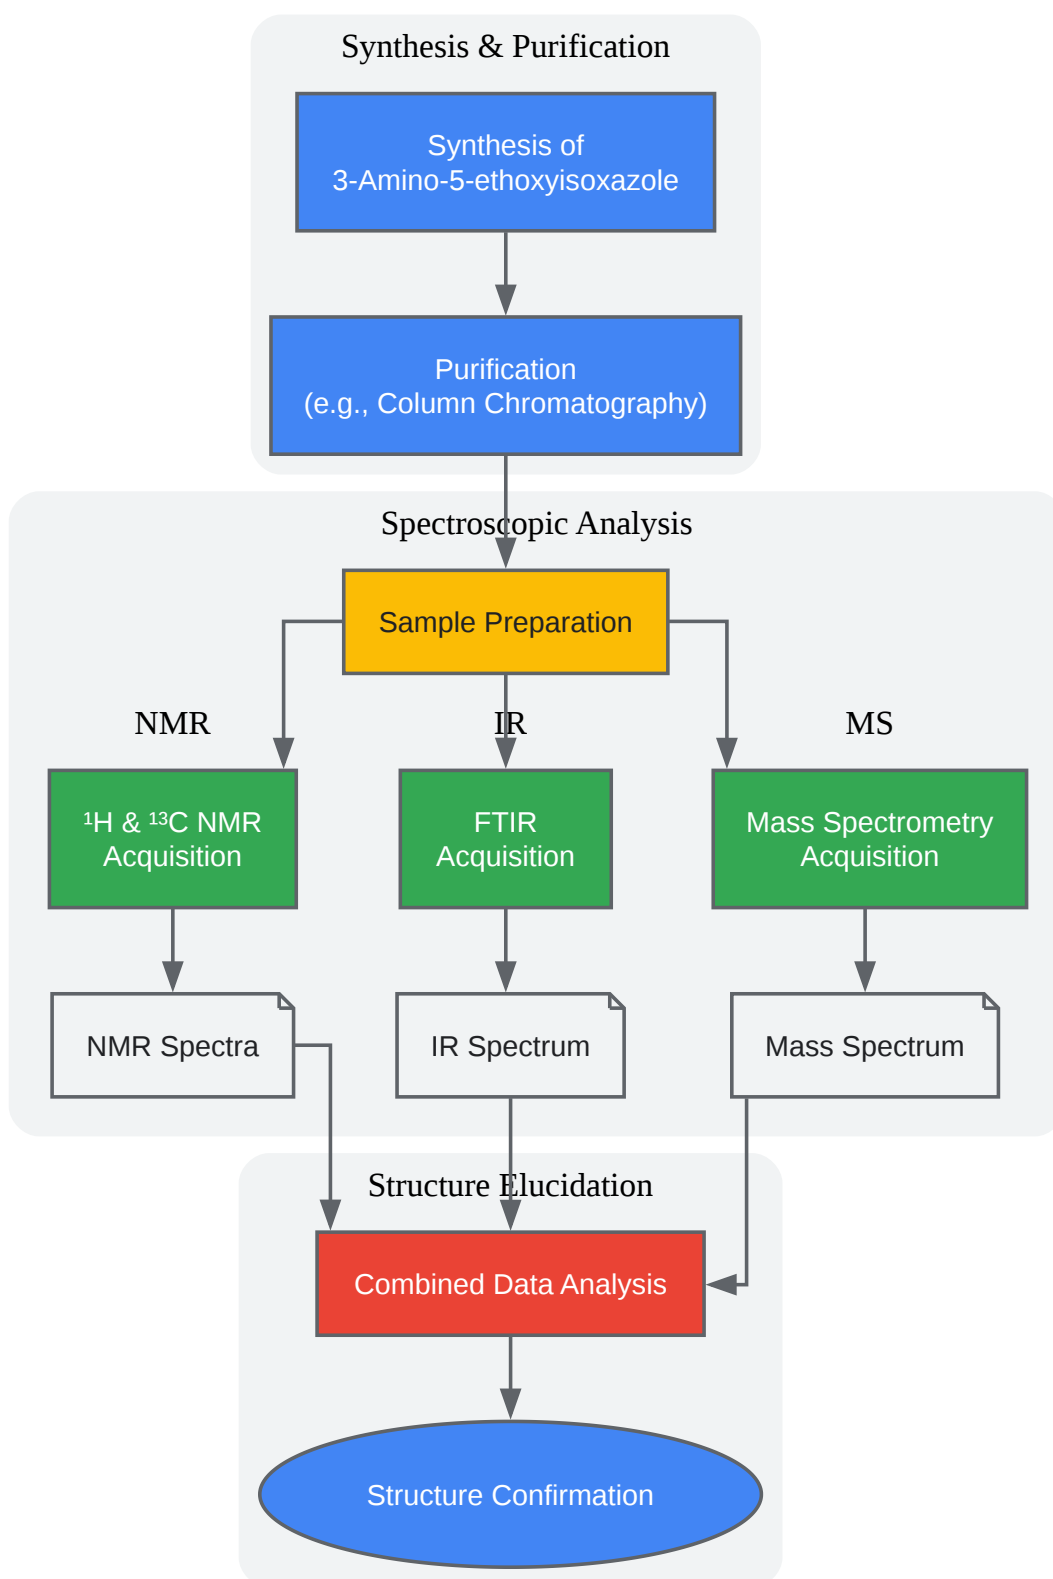 Synthesis & Purification
Synthesis of
3-Amino-5-ethoxyisoxazole
Purification
(e.g., Column Chromatography)
Spectroscopic Analysis
Sample Preparation
NMR
IR
MS
¹H & ¹³C NMR
Acquisition
FTIR
Acquisition
Mass Spectrometry
Acquisition
NMR Spectra
IR Spectrum
Mass Spectrum
Structure Elucidation
Combined Data Analysis
Structure Confirmation